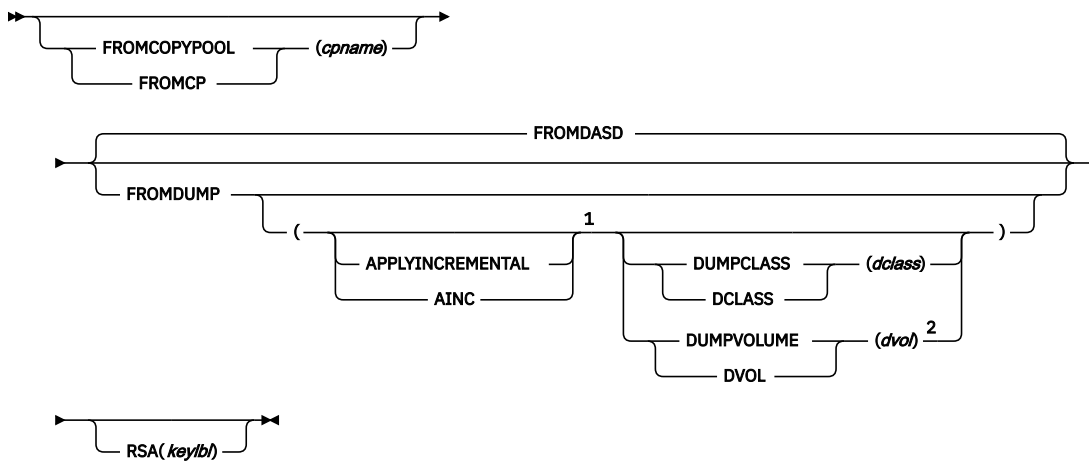 FROMCOPYPOOL (cpname)
FROMCP
FROMDASD
FROMDUMP
( 1 )
APPLYINCREMENTAL DUMPCLASS (dclass)
AINC DCLASS
DUMPVOLUME (dvol) 2
DVOL
RSA(keylbl)